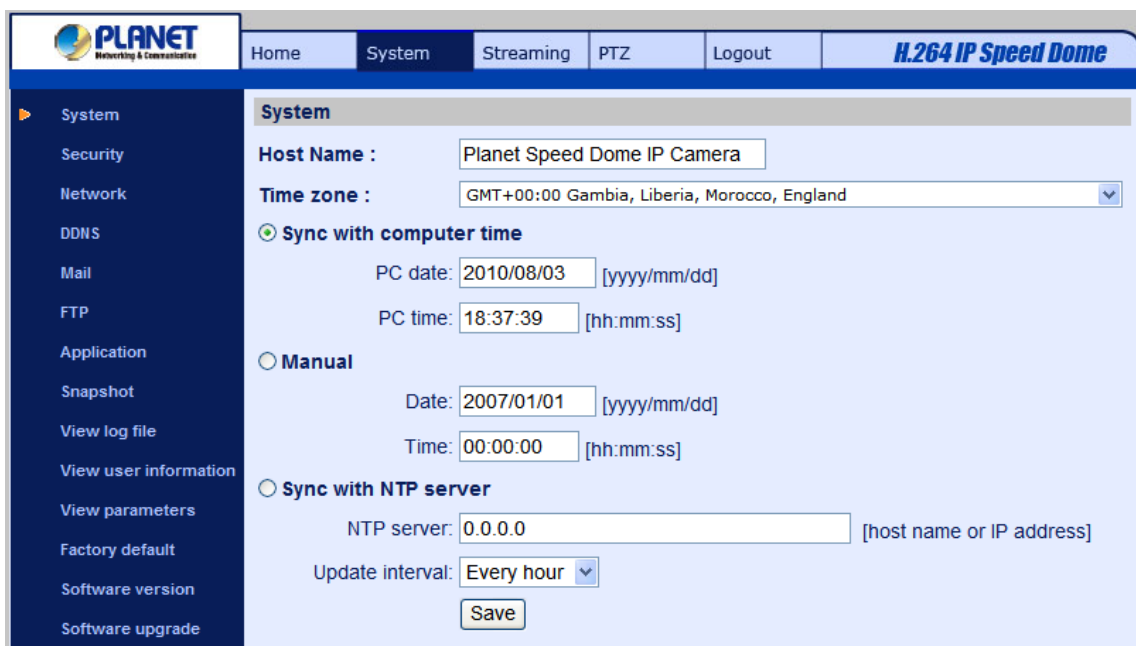 PLANET
Networking & Communication
Home System Streaming PTZ Logout H.264 IP Speed Dome
System
Security
Network
DDNS
Mail
FTP
Application
Snapshot
View log file
View user information
View parameters
Factory default
Software version
Software upgrade
System
Host Name : Planet Speed Dome IP Camera
Time zone : GMT+00:00 Gambia, Liberia, Morocco, England
Sync with computer time
PC date: 2010/08/03 [yyyy/mm/dd]
PC time: 18:37:39 [hh:mm:ss]
Manual
Date: 2007/01/01 [yyyy/mm/dd]
Time: 00:00:00 [hh:mm:ss]
Sync with NTP server
NTP server: 0.0.0.0 [host name or IP address]
Update interval: Every hour
Save